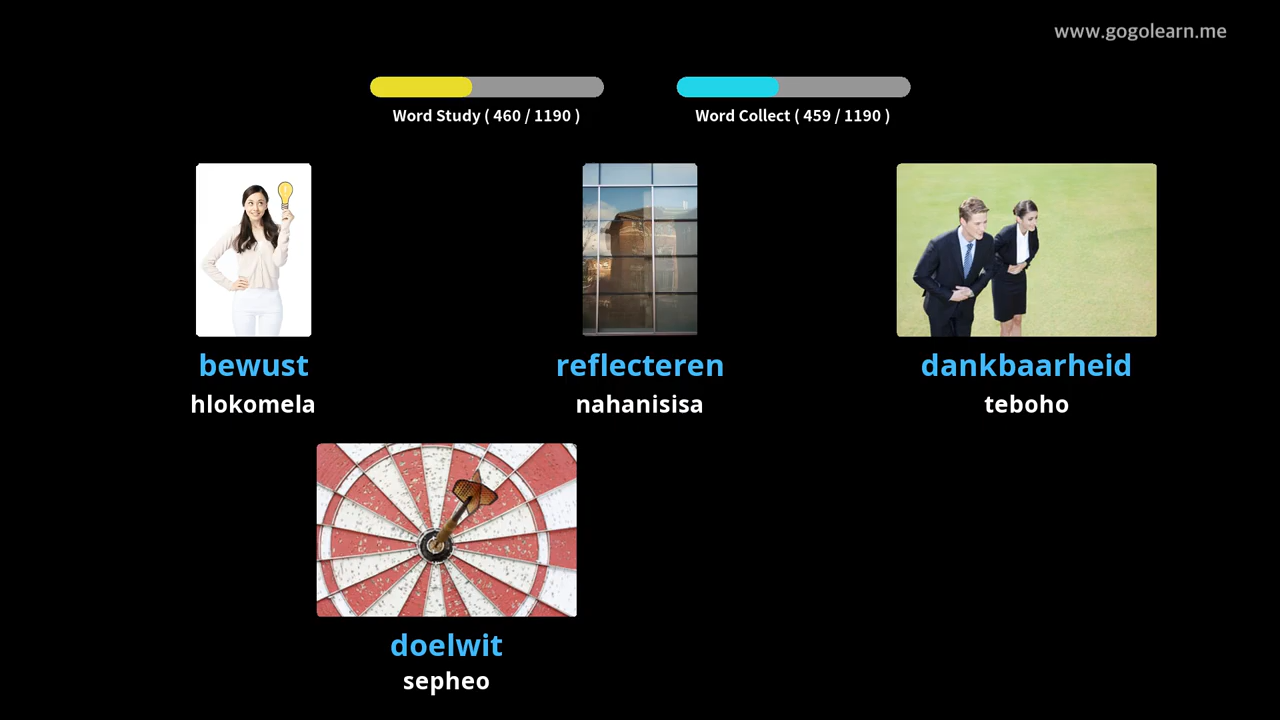 www.gogolearn.me
Word Study ( 460 / 1190 )
Word Collect ( 459 / 1190 )
bewust
hlokomela
reflecteren
nahanisisa
dankbaarheid
teboho
doelwit
sepheo